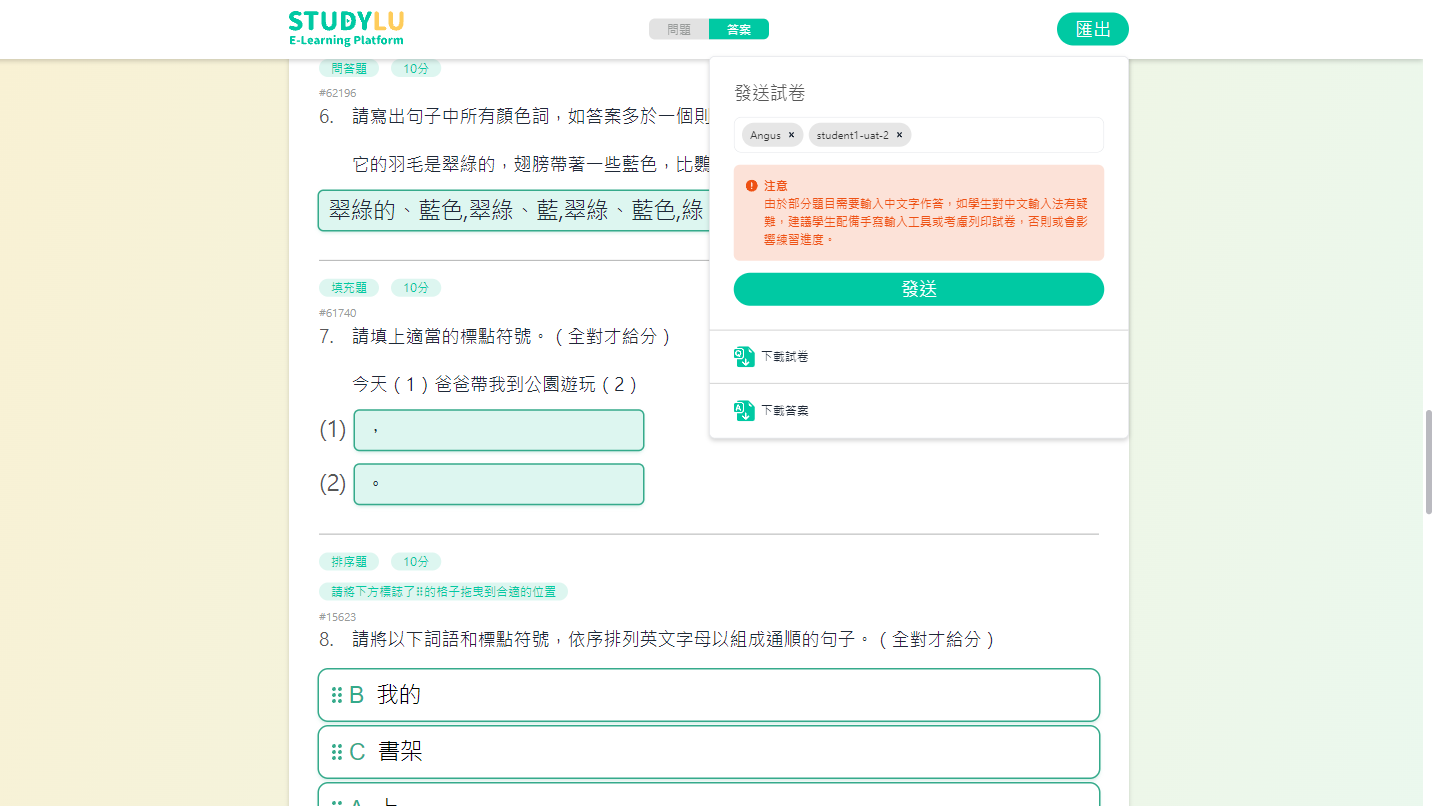 STUDYLU
E-Learning Platform
問題
答案
匯出
問答題
10分
#62196
6. 請寫出句子中所有顏色詞，如答案多於一個則
它的羽毛是翠綠的，翅膀帶著一些藍色，比鸚
翠綠的、藍色,翠綠、藍,翠綠、藍色,綠
發送試卷
Angus ×
student1-uat-2 ×
注意
由於部分題目需要輸入中文字作答，如學生對中文輸入法有疑
難，建議學生配備手寫輸入工具或考慮列印試卷，否則或會影
響練習進度。
發送
下載試卷
下載答案
填充題
10分
#61740
7. 請填上適當的標點符號。（全對才給分）
今天（1）爸爸帶我到公園遊玩（2）
(1) ，
(2) 。
排序題
10分
請將下方標誌了⠿的格子拖曳到合適的位置
#15623
8. 請將以下詞語和標點符號，依序排列英文字母以組成通順的句子。（全對才給分）
B 我的
C 書架